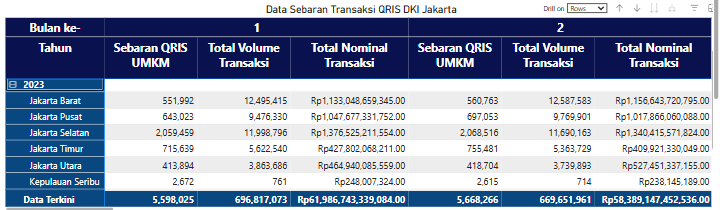 Data Sebaran Transaksi QRIS DKI Jakarta
Drill on Rows
Bulan ke- 1 2
Tahun Sebaran QRIS UMKM Total Volume Transaksi Total Nominal Transaksi Sebaran QRIS UMKM Total Volume Transaksi Total Nominal Transaksi
2023
Jakarta Barat 551,992 12,495,415 Rp1,133,048,659,345.00 560,763 12,587,583 Rp1,156,643,720,795.00
Jakarta Pusat 643,023 9,476,330 Rp1,047,677,331,752.00 697,053 9,769,901 Rp1,017,866,060,088.00
Jakarta Selatan 2,059,459 11,998,796 Rp1,376,525,211,554.00 2,068,516 11,690,163 Rp1,340,415,571,824.00
Jakarta Timur 715,639 5,622,540 Rp427,802,068,211.00 755,481 5,363,729 Rp409,921,330,049.00
Jakarta Utara 413,894 3,863,686 Rp464,940,085,559.00 418,704 3,739,893 Rp527,451,337,155.00
Kepulauan Seribu 2,672 761 Rp248,007,324.00 2,615 714 Rp238,145,189.00
Data Terkini 5,598,025 696,817,073 Rp61,986,743,339,084.00 5,668,266 669,651,961 Rp58,389,147,452,536.00